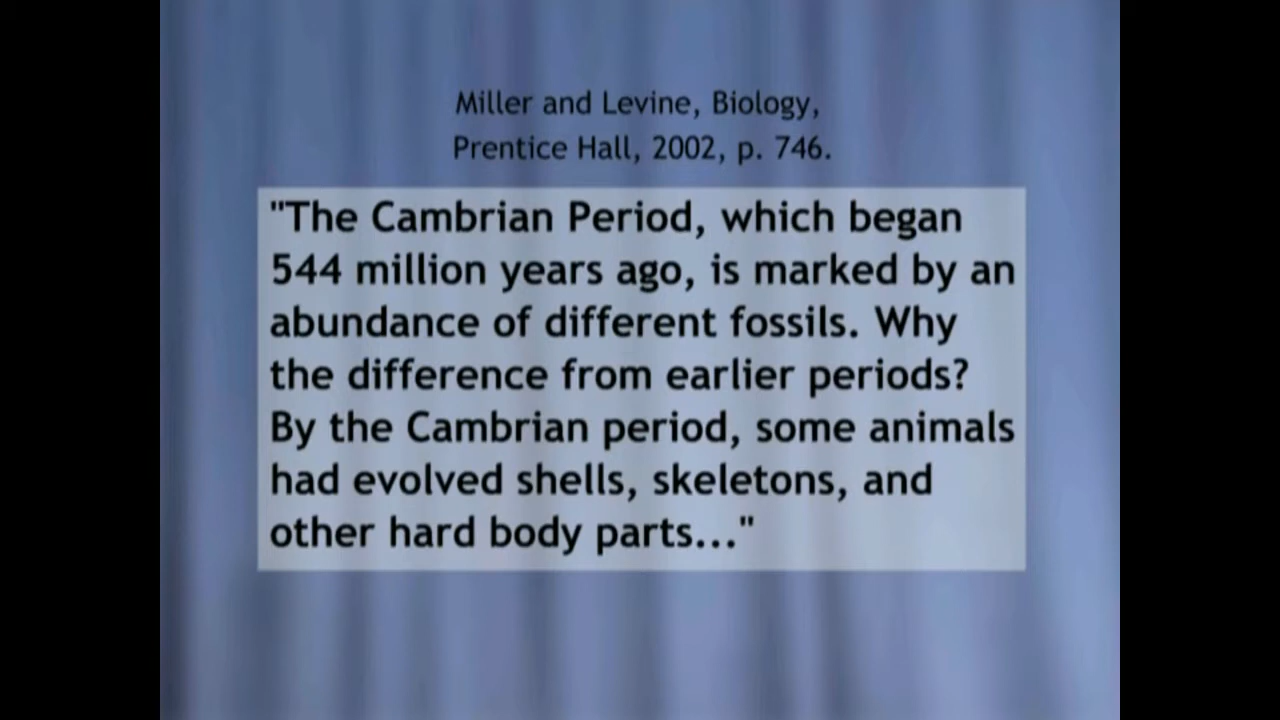 Miller and Levine, Biology,
Prentice Hall, 2002, p. 746.
"The Cambrian Period, which began
544 million years ago, is marked by an
abundance of different fossils. Why
the difference from earlier periods?
By the Cambrian period, some animals
had evolved shells, skeletons, and
other hard body parts..."